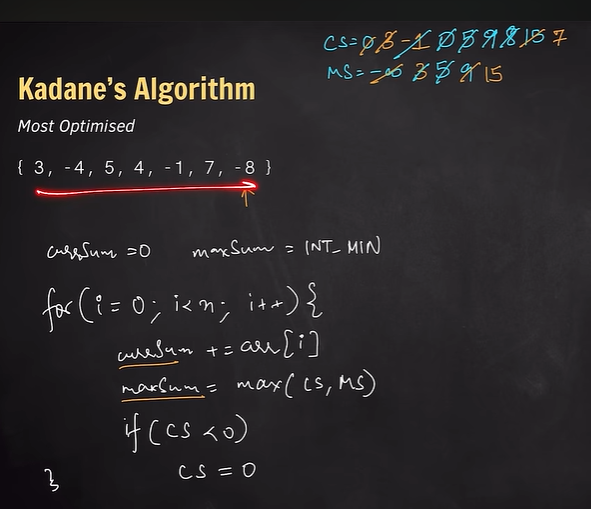 CS=0 3 -1 0 5 9 8 15 7
MS=-∞ 3 5 9 15
Kadane's Algorithm
Most Optimised
{ 3, -4, 5, 4, -1, 7, -8 }
currSum =0 maxSum = INT_MIN
for(i= 0; i<n; i++){
currSum += arr[i]
maxSum = max(CS, MS)
if(CS <0)
CS = 0
}